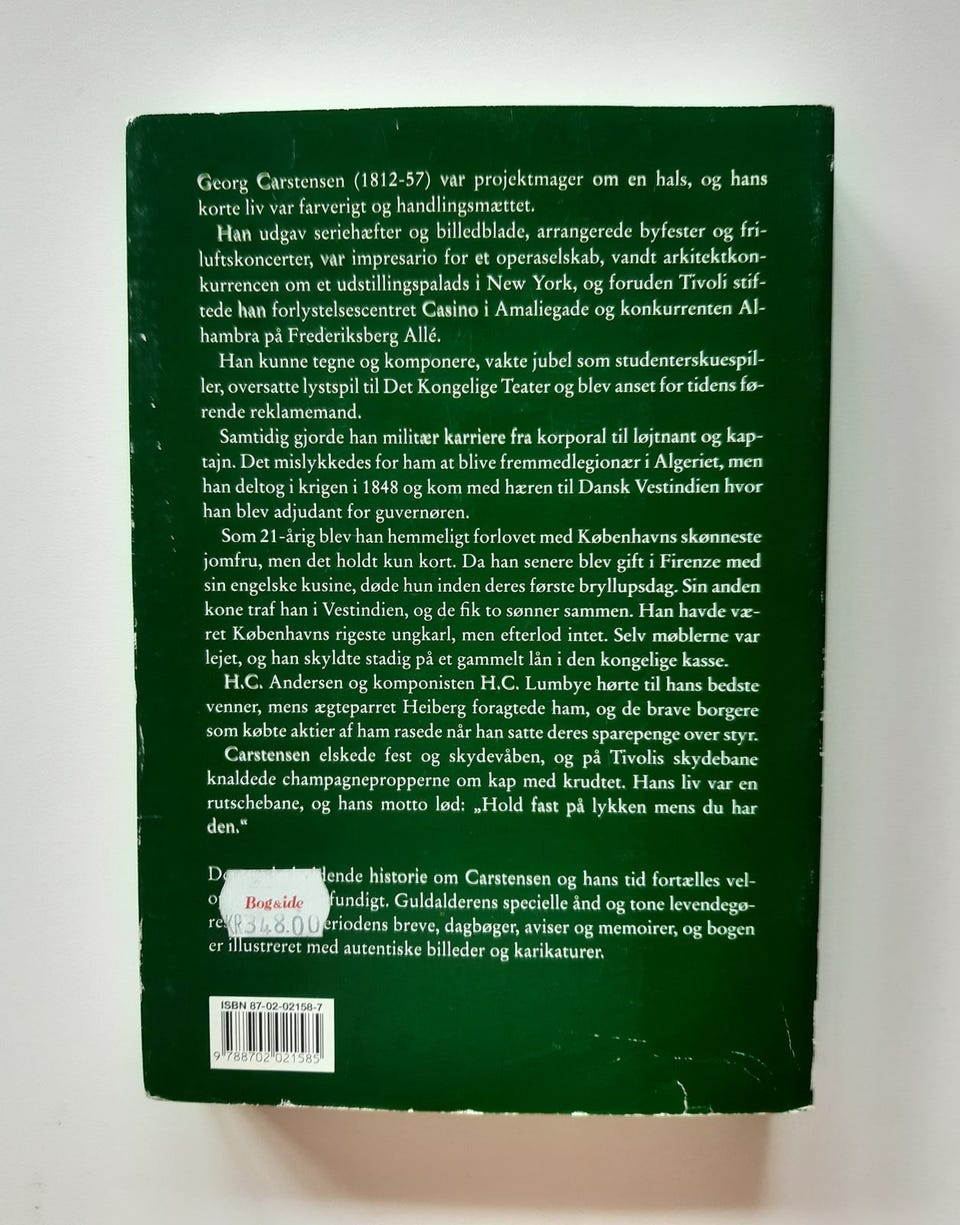 Georg Carstensen (1812-57) var projektmager om en hals, og hans
korte liv var farverigt og handlingsmættet.
Han udgav seriehæfter og billedblade, arrangerede byfester og fri-
luftskoncerter, var impresario for et operaselskab, vandt arkitektkon-
kurrencen om et udstillingspalads i New York, og foruden Tivoli stif-
tede han forlystelsescentret Casino i Amaliegade og konkurrenten Al-
hambra på Frederiksberg Allé.
Han kunne tegne og komponere, vakte jubel som studenterskuespil-
ler, oversatte lystspil til Det Kongelige Teater og blev anset for tidens fø-
rende reklamemand.
Samtidig gjorde han militær karriere fra korporal til løjtnant og kap-
tajn. Det mislykkedes for ham at blive fremmedlegionær i Algeriet, men
han deltog i krigen i 1848 og kom med hæren til Dansk Vestindien hvor
han blev adjudant for guvernøren.
Som 21-årig blev han hemmeligt forlovet med Københavns skønneste
jomfru, men det holdt kun kort. Da han senere blev gift i Firenze med
sin engelske kusine, døde hun inden deres første bryllupsdag. Sin anden
kone traf han i Vestindien, og de fik to sønner sammen. Han havde væ-
ret Københavns rigeste ungkarl, men efterlod intet. Selv møblerne var
lejet, og han skyldte stadig på et gammelt lån i den kongelige kasse.
H.C. Andersen og komponisten H.C. Lumbye hørte til hans bedste
venner, mens ægteparret Heiberg foragtede ham, og de brave borgere
som købte aktier af ham rasede når han satte deres sparepenge over styr.
Carstensen elskede fest og skydevåben, og på Tivolis skydebane
knaldede champagnepropperne om kap med krudtet. Hans liv var en
rutschebane, og hans motto lød: „Hold fast på lykken mens du har
den.“
historie om Carstensen og hans tid fortælles vel-
Guldalderens specielle ånd og tone levendegø-
breve, dagbøger, aviser og memoirer, og bogen
er illustreret med autentiske billeder og karikaturer.
Bog&ide
KR348.00
ISBN 87-02-02158-7
9 788702 021585